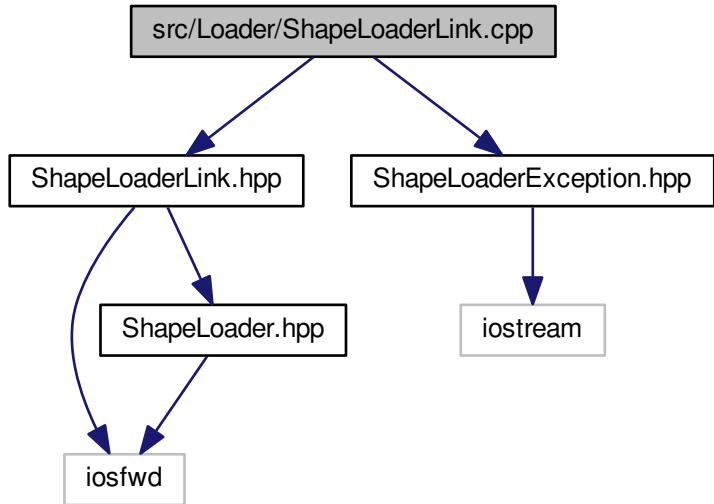 src/Loader/ShapeLoaderLink.cpp
ShapeLoaderLink.hpp
ShapeLoaderException.hpp
ShapeLoader.hpp
iostream
iosfwd